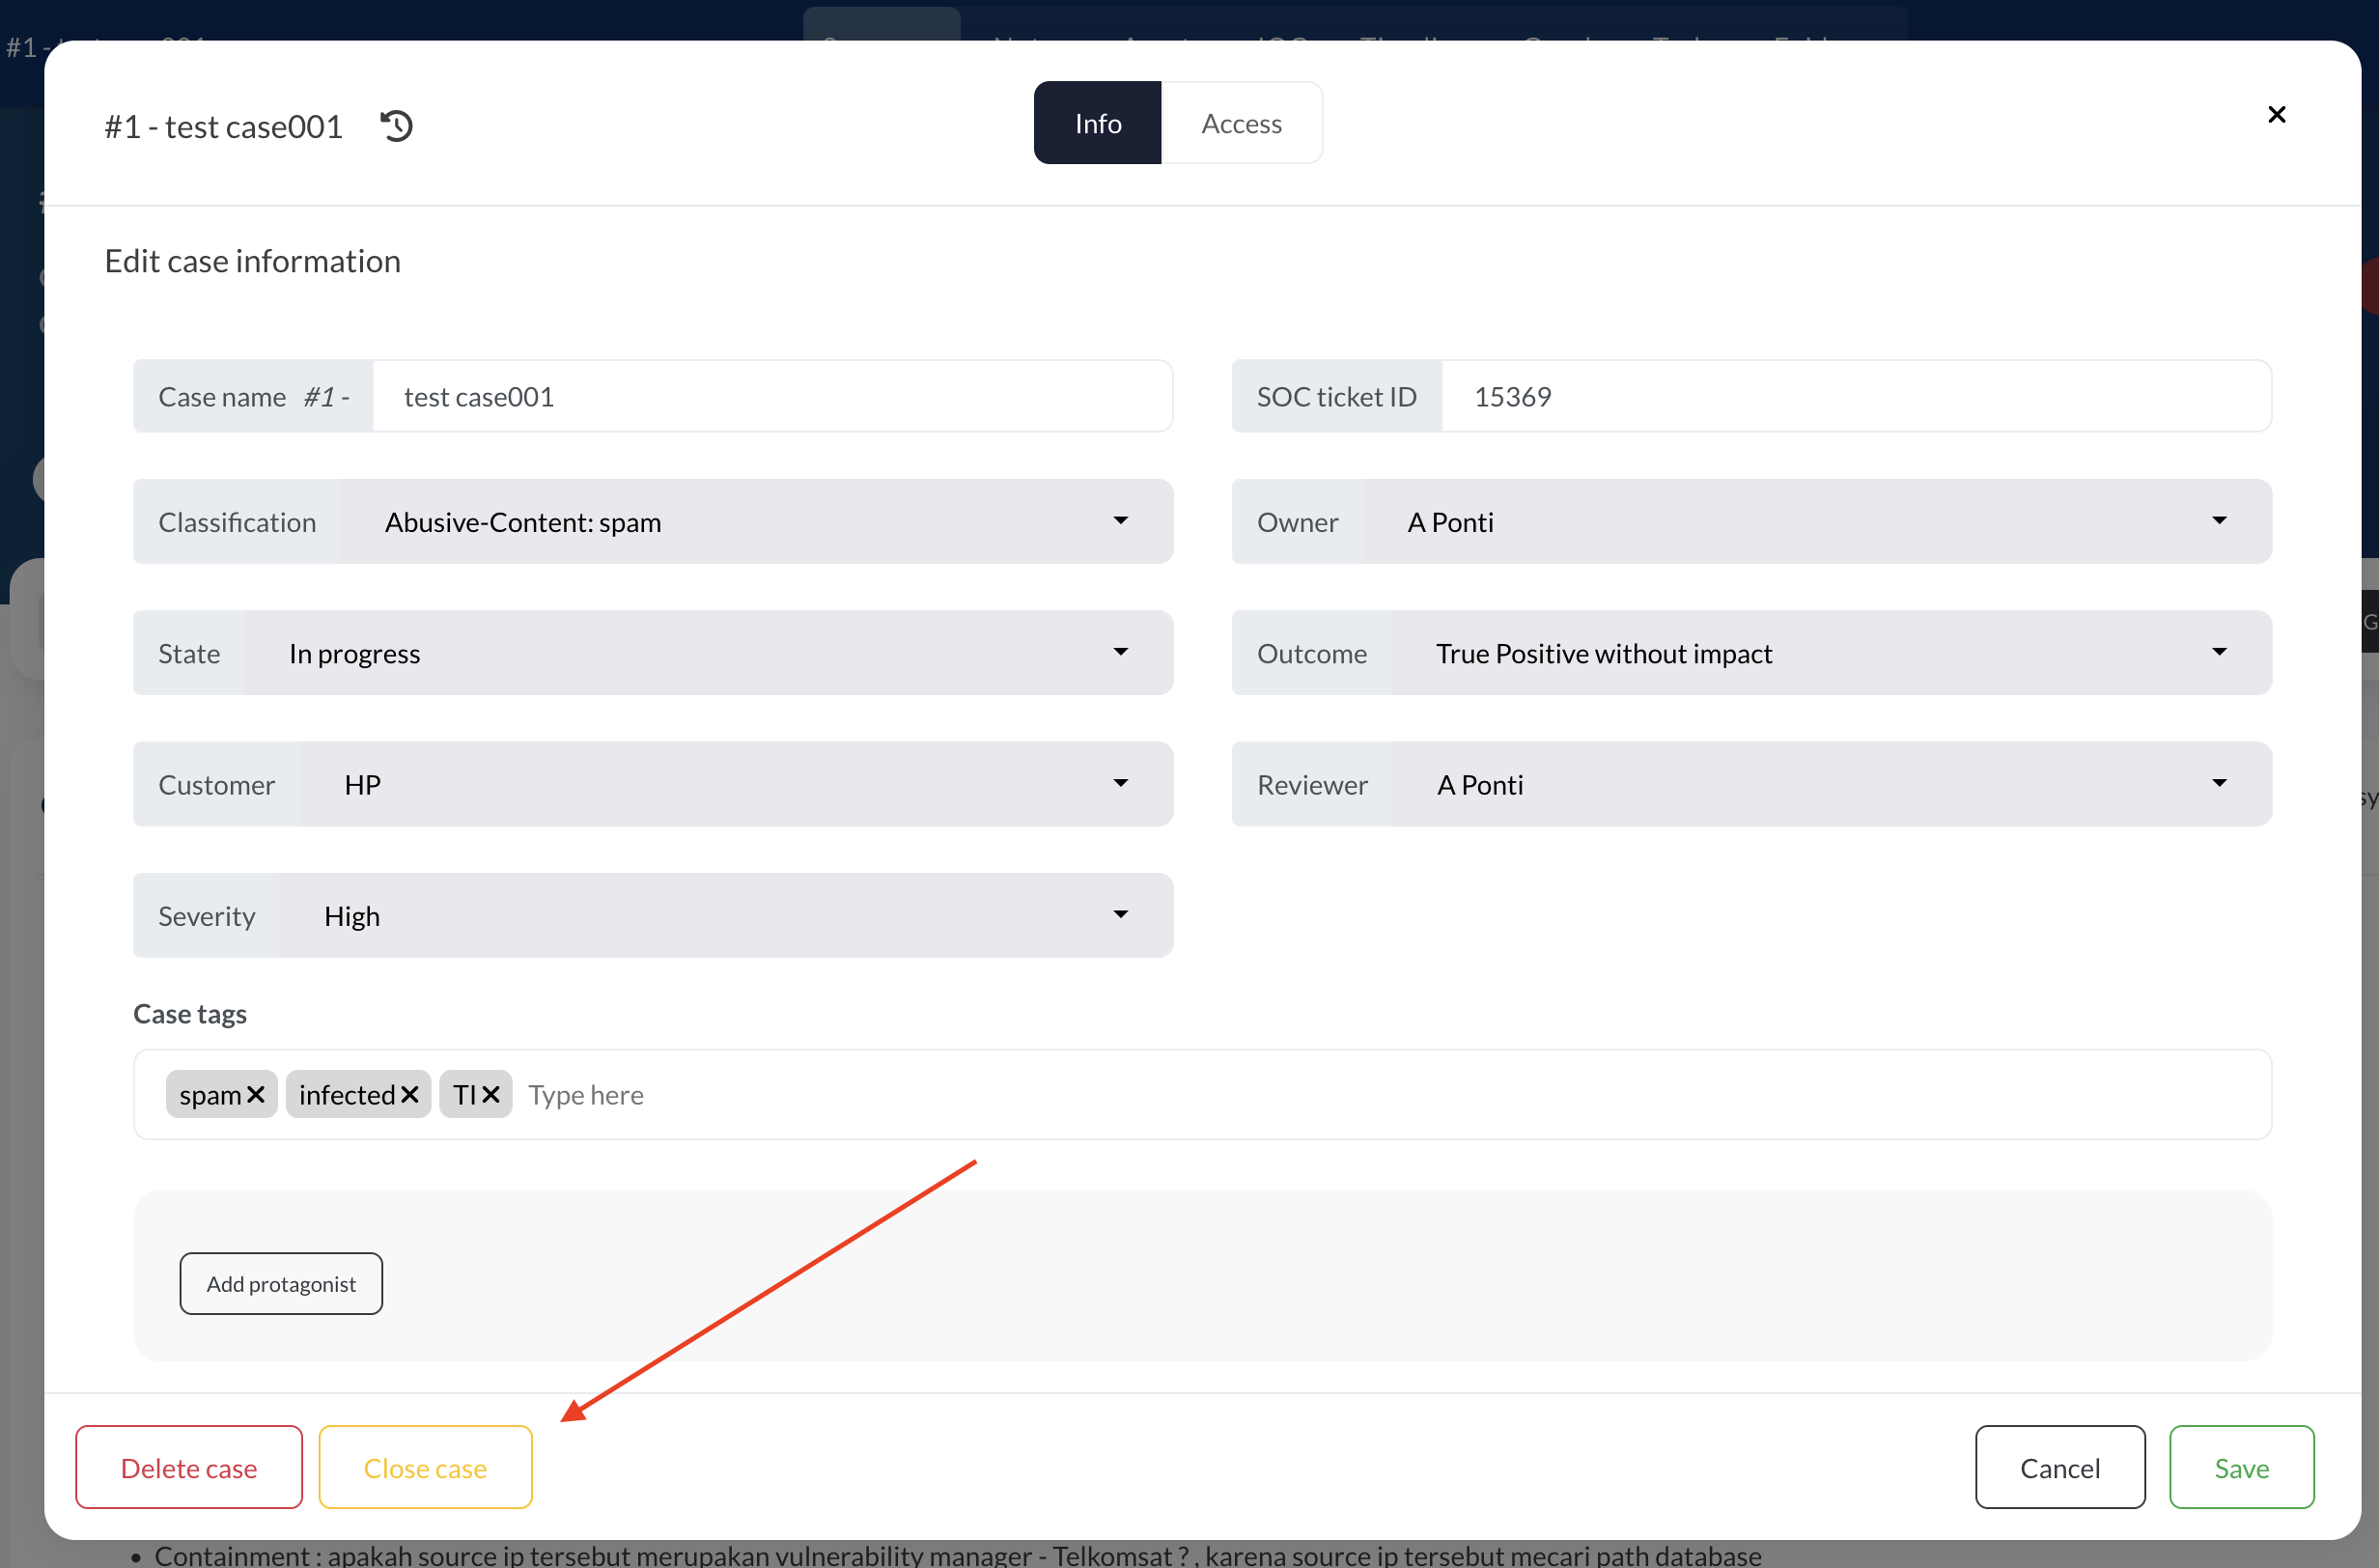 #1 -
#1 - test case001
Info
Access
Edit case information
Case name #1 - test case001
SOC ticket ID 15369
Classification Abusive-Content: spam
Owner A Ponti
State In progress
Outcome True Positive without impact
Customer HP
Reviewer A Ponti
Severity High
Case tags
spam infected TI Type here
Add protagonist
Delete case
Close case
Cancel
Save
Containment : apakah source ip tersebut merupakan vulnerability manager - Telkomsat ? , karena source ip tersebut mecari path database